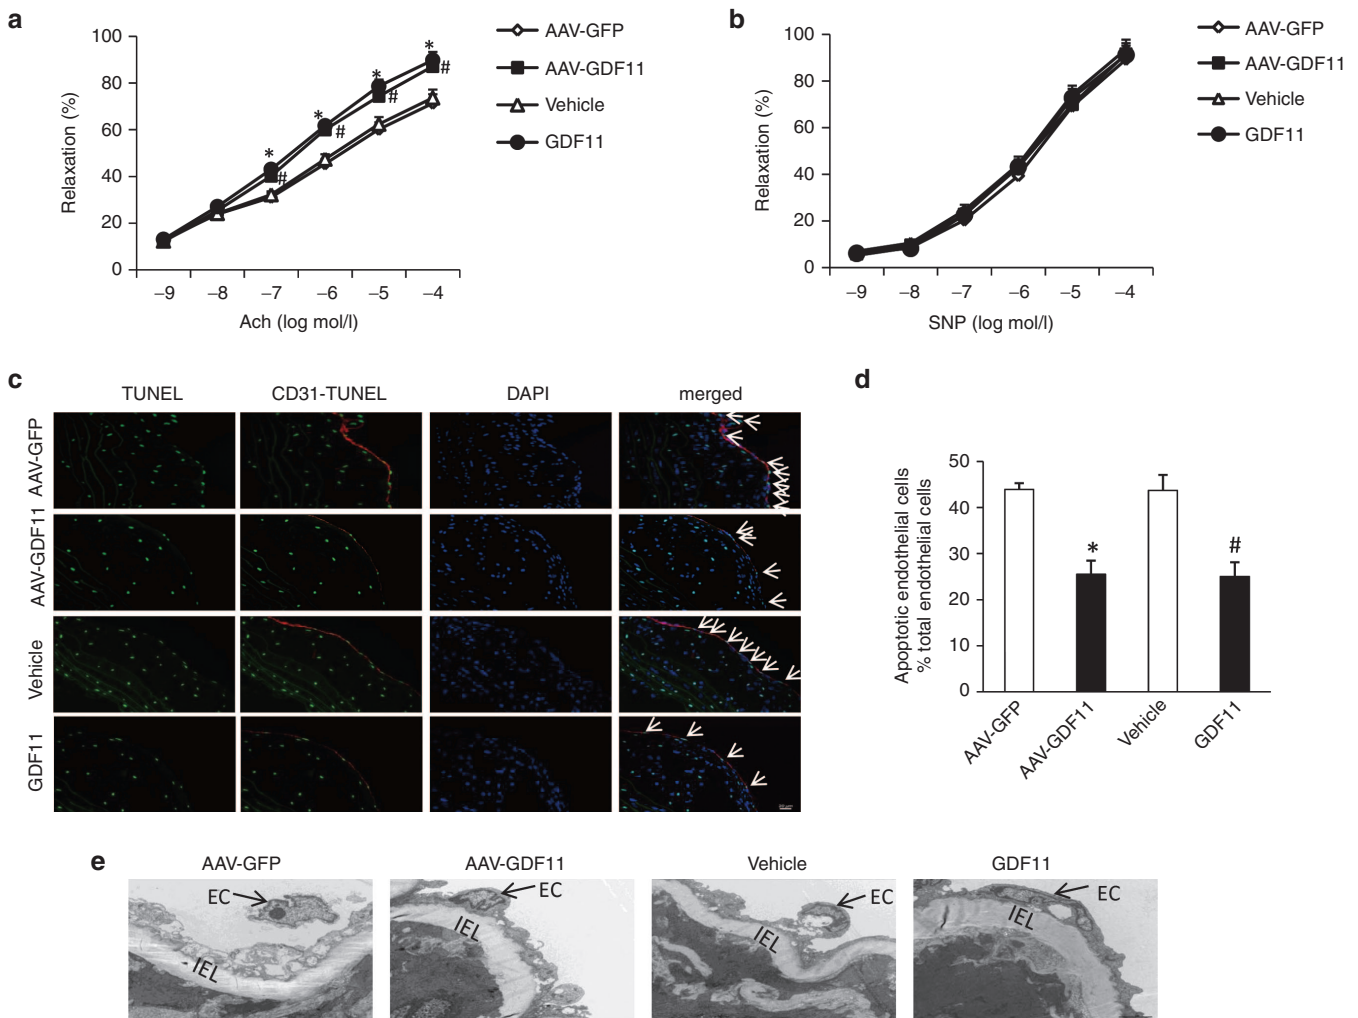 a
100
80
60
40
20
0
Relaxation (%)
–9 –8 –7 –6 –5 –4
Ach (log mol/l)
* * * *
# # # #
AAV-GFP
AAV-GDF11
Vehicle
GDF11
b
100
80
60
40
20
0
Relaxation (%)
–9 –8 –7 –6 –5 –4
SNP (log mol/l)
AAV-GFP
AAV-GDF11
Vehicle
GDF11
c
TUNEL CD31-TUNEL DAPI merged
AAV-GFP
AAV-GDF11
Vehicle
GDF11
d
50
40
30
20
10
0
Apoptotic endothelial cells
% total endothelial cells
* #
AAV-GFP AAV-GDF11 Vehicle GDF11
e
AAV-GFP AAV-GDF11 Vehicle GDF11
EC EC EC EC
IEL IEL IEL IEL